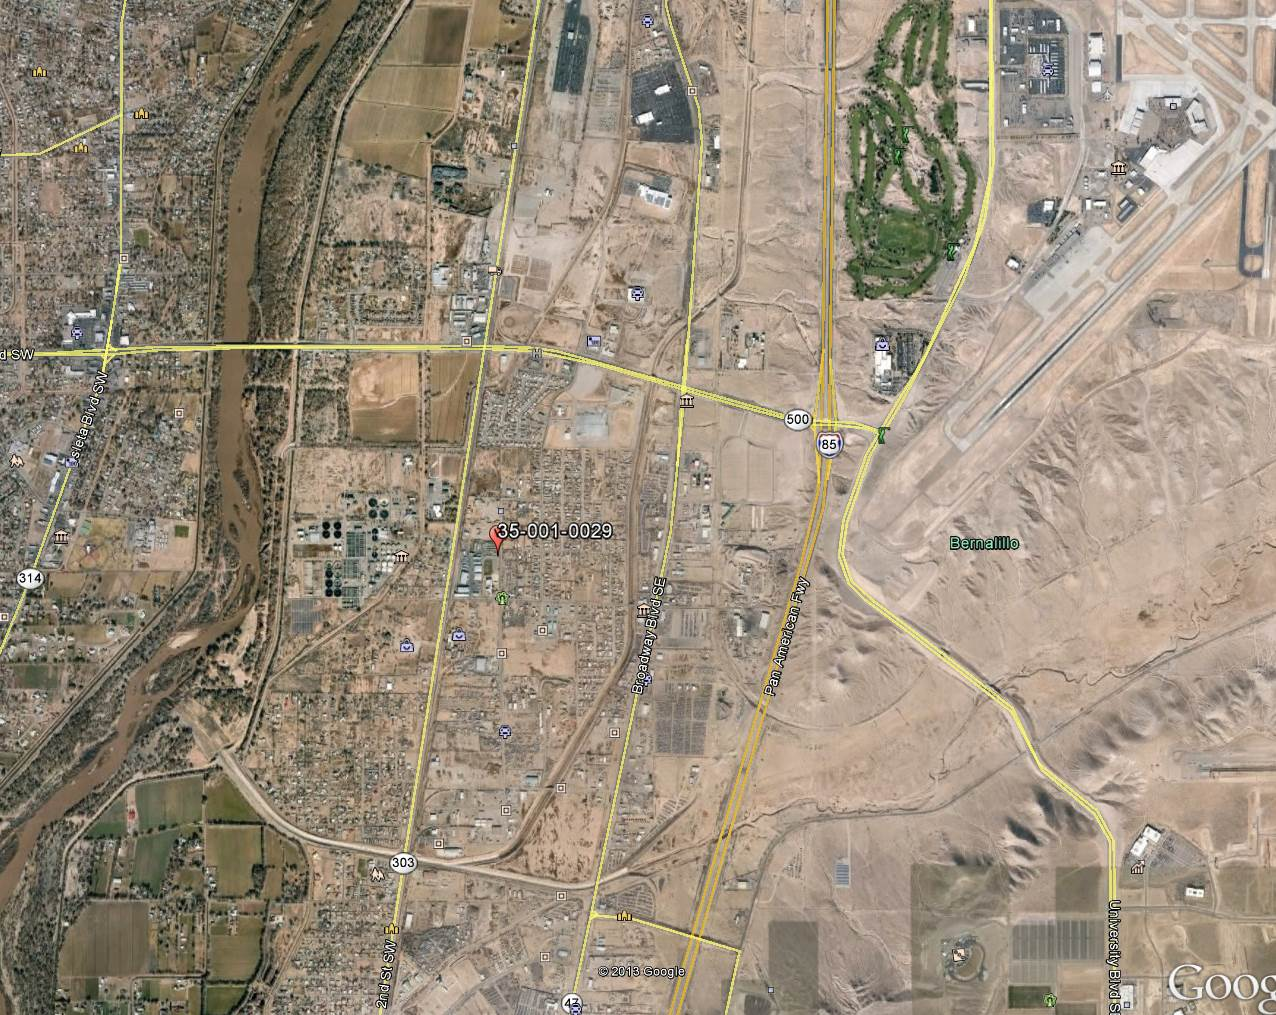 d SW
sleta Blvd SW
500
85
35-001-0029
Bernalillo
314
Broadway Blvd SE
Pan American Fwy
303
University Blvd S
2nd St SW
© 2013 Google
47
Goog